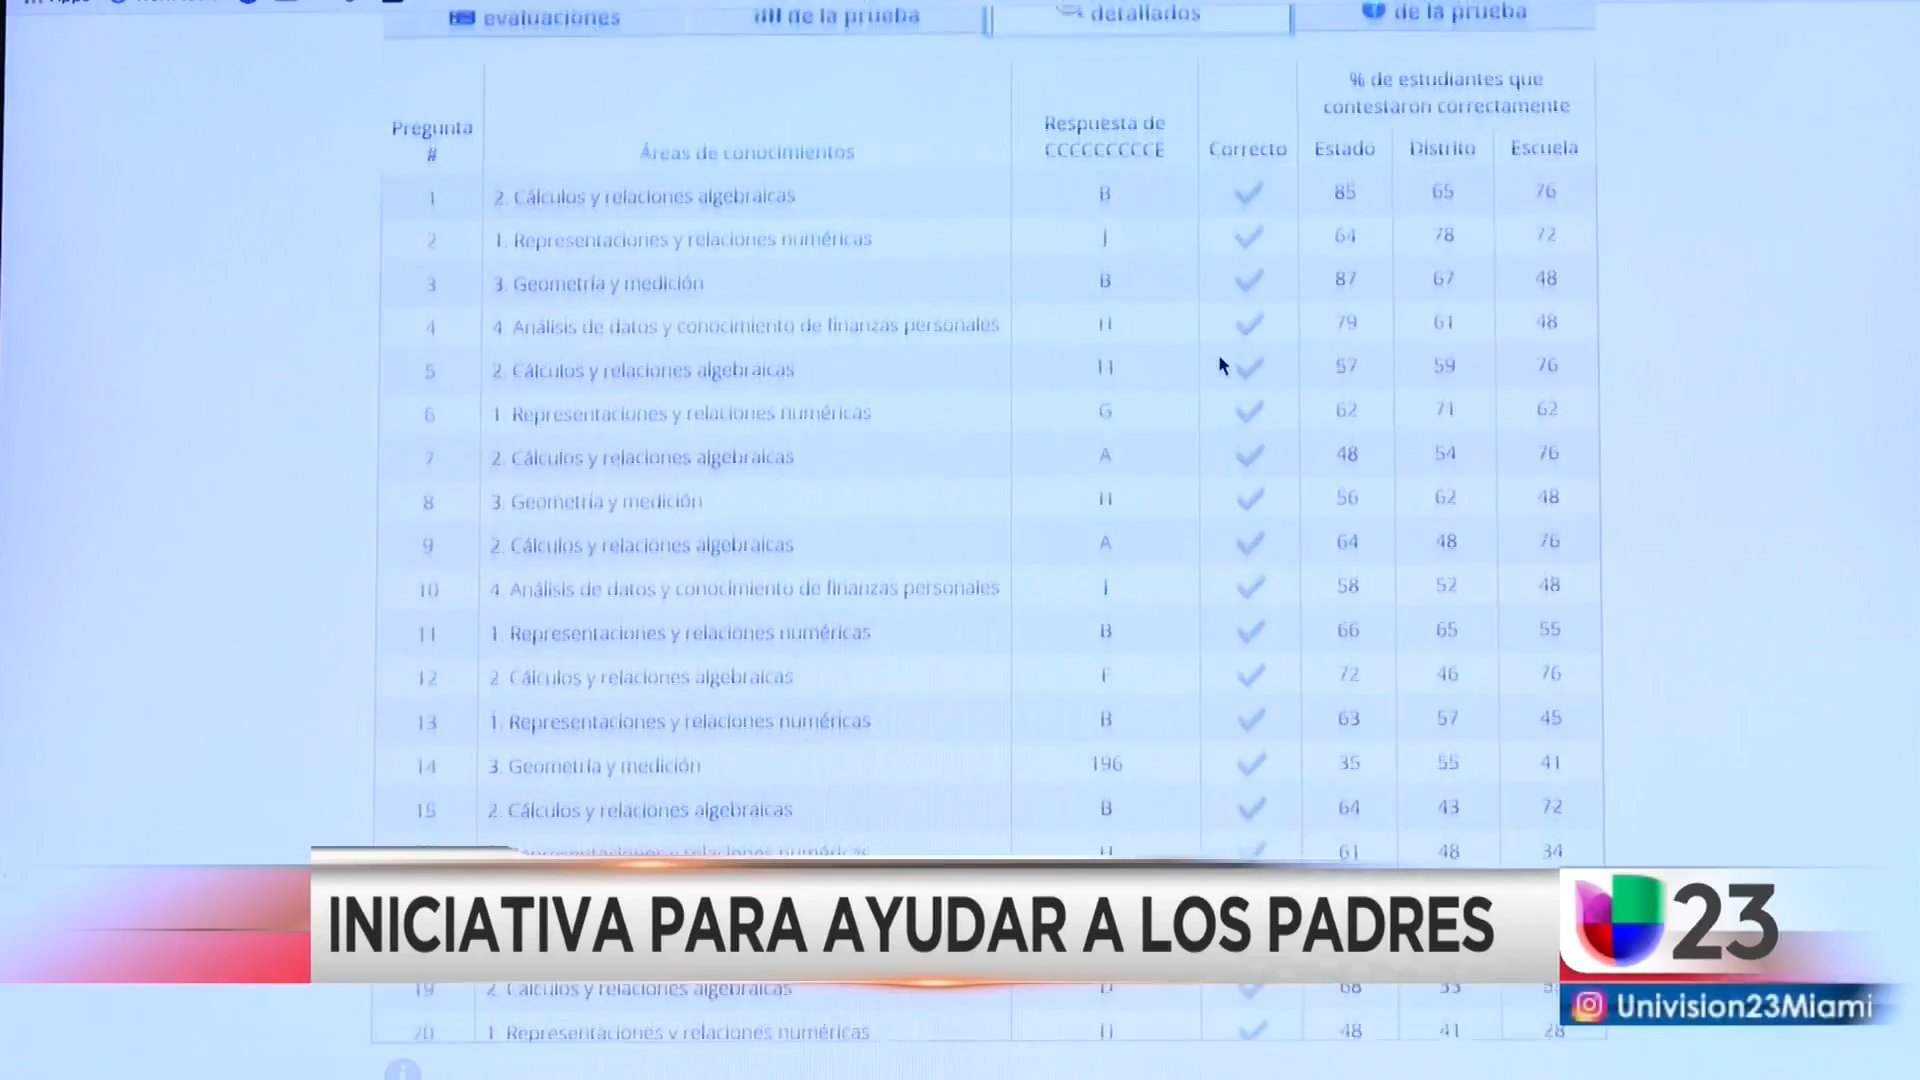 evaluaciones
de la prueba
detallados
de la prueba
% de estudiantes que
contestaron correctamente
Pregunta
#
Áreas de conocimientos
Respuesta de
CCCCCCCCCE
Correcto
Estado
Distrito
Escuela
1 2. Cálculos y relaciones algebraicas B 85 65 76
2 1. Representaciones y relaciones numéricas J 64 78 72
3 3. Geometría y medición B 87 67 48
4 4. Análisis de datos y conocimiento de finanzas personales H 79 61 48
5 2. Cálculos y relaciones algebraicas H 57 59 76
6 1. Representaciones y relaciones numéricas G 62 71 62
7 2. Cálculos y relaciones algebraicas A 48 54 76
8 3. Geometría y medición H 56 62 48
9 2. Cálculos y relaciones algebraicas A 64 48 76
10 4. Análisis de datos y conocimiento de finanzas personales J 58 52 48
11 1. Representaciones y relaciones numéricas B 66 65 55
12 2. Cálculos y relaciones algebraicas F 72 46 76
13 1. Representaciones y relaciones numéricas B 63 57 45
14 3. Geometría y medición 196 35 55 41
15 2. Cálculos y relaciones algebraicas B 64 43 72
Representaciones y relaciones numéricas H 61 48 34
INICIATIVA PARA AYUDAR A LOS PADRES
23
19 2. Cálculos y relaciones algebraicas 68
Univision23Miami
20 1. Representaciones y relaciones numéricas H 48 41 28